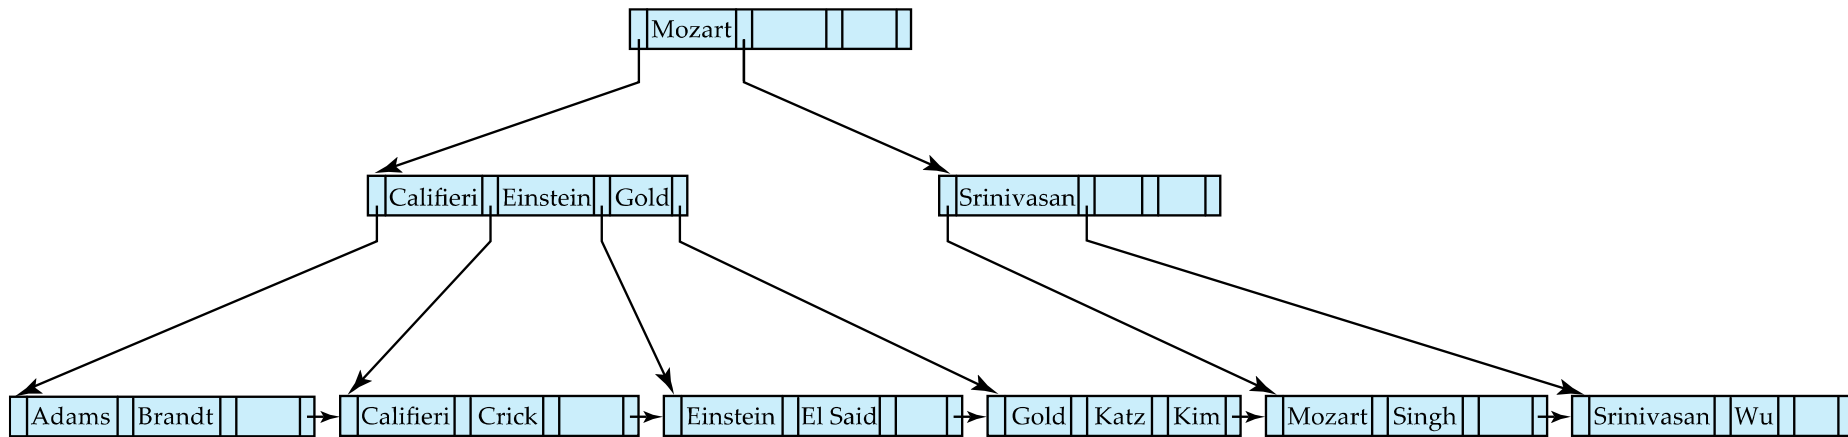 Mozart
Califieri Einstein Gold Srinivasan
Adams Brandt Califieri Crick Einstein El Said Gold Katz Kim Mozart Singh Srinivasan Wu